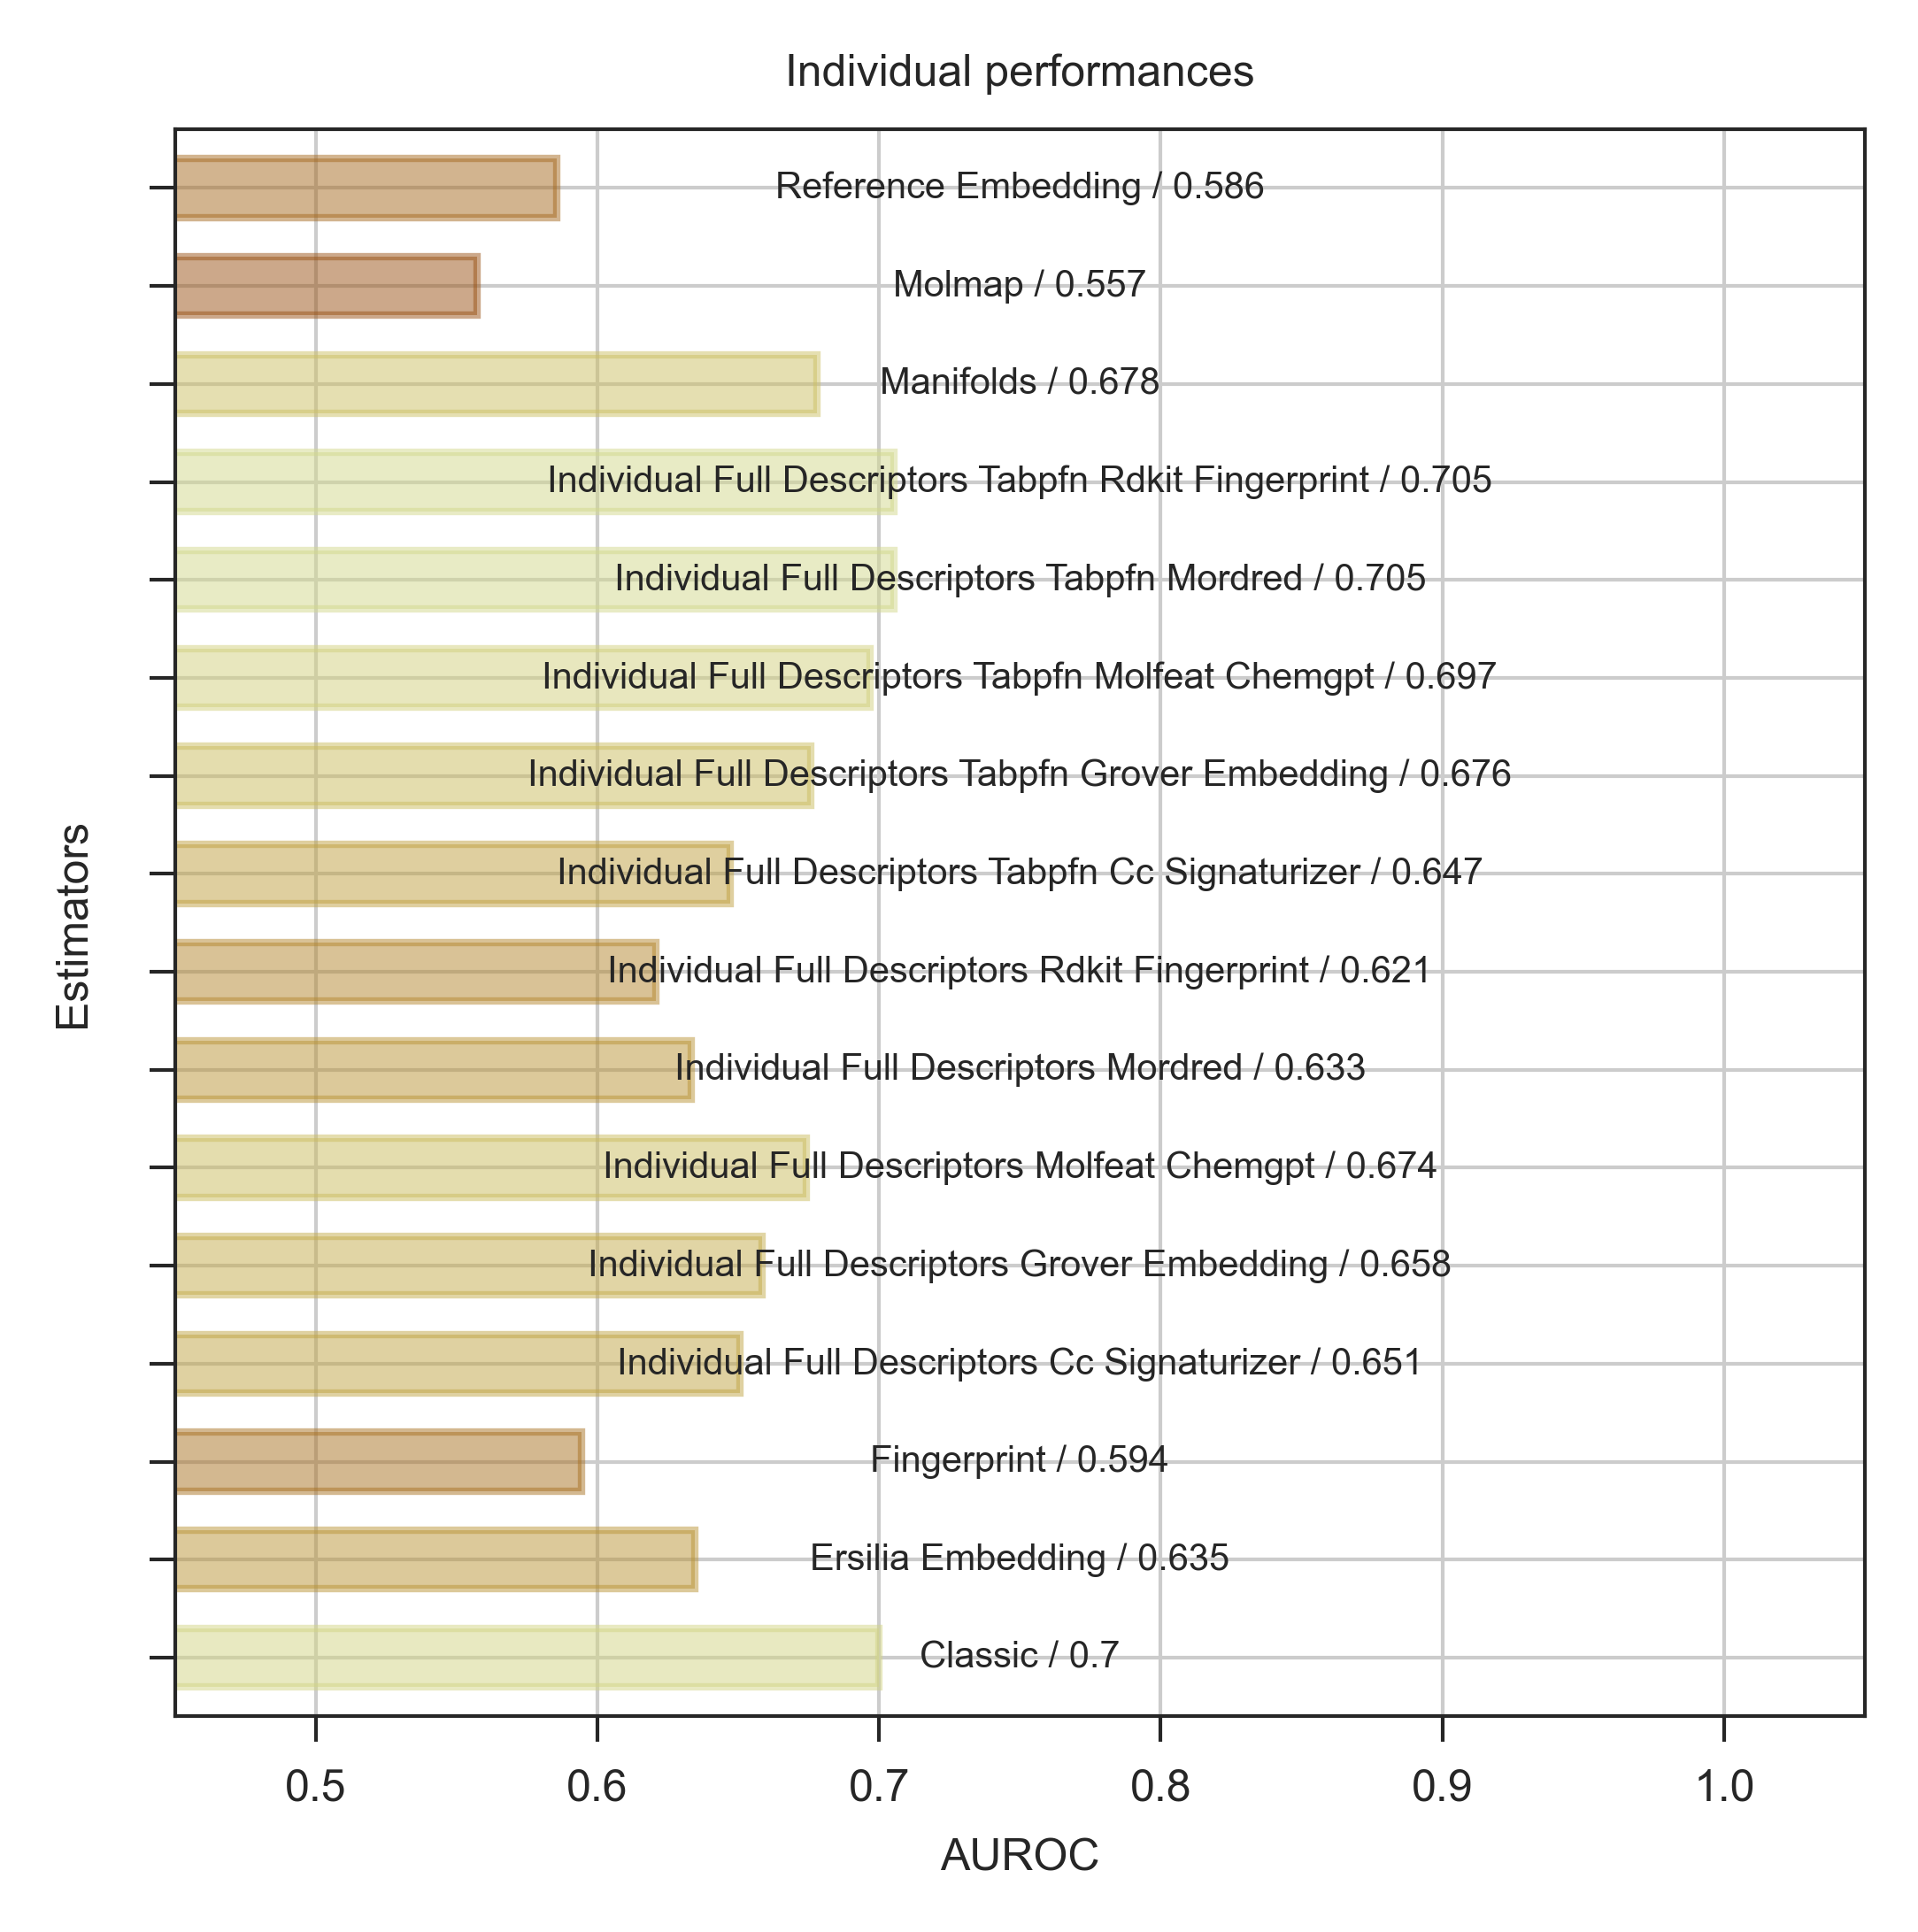 Individual performances
Reference Embedding / 0.586
Molmap / 0.557
Manifolds / 0.678
Individual Full Descriptors Tabpfn Rdkit Fingerprint / 0.705
Individual Full Descriptors Tabpfn Mordred / 0.705
Individual Full Descriptors Tabpfn Molfeat Chemgpt / 0.697
Individual Full Descriptors Tabpfn Grover Embedding / 0.676
Individual Full Descriptors Tabpfn Cc Signaturizer / 0.647
Individual Full Descriptors Rdkit Fingerprint / 0.621
Individual Full Descriptors Mordred / 0.633
Individual Full Descriptors Molfeat Chemgpt / 0.674
Individual Full Descriptors Grover Embedding / 0.658
Individual Full Descriptors Cc Signaturizer / 0.651
Fingerprint / 0.594
Ersilia Embedding / 0.635
Classic / 0.7
Estimators
0.5 0.6 0.7 0.8 0.9 1.0
AUROC